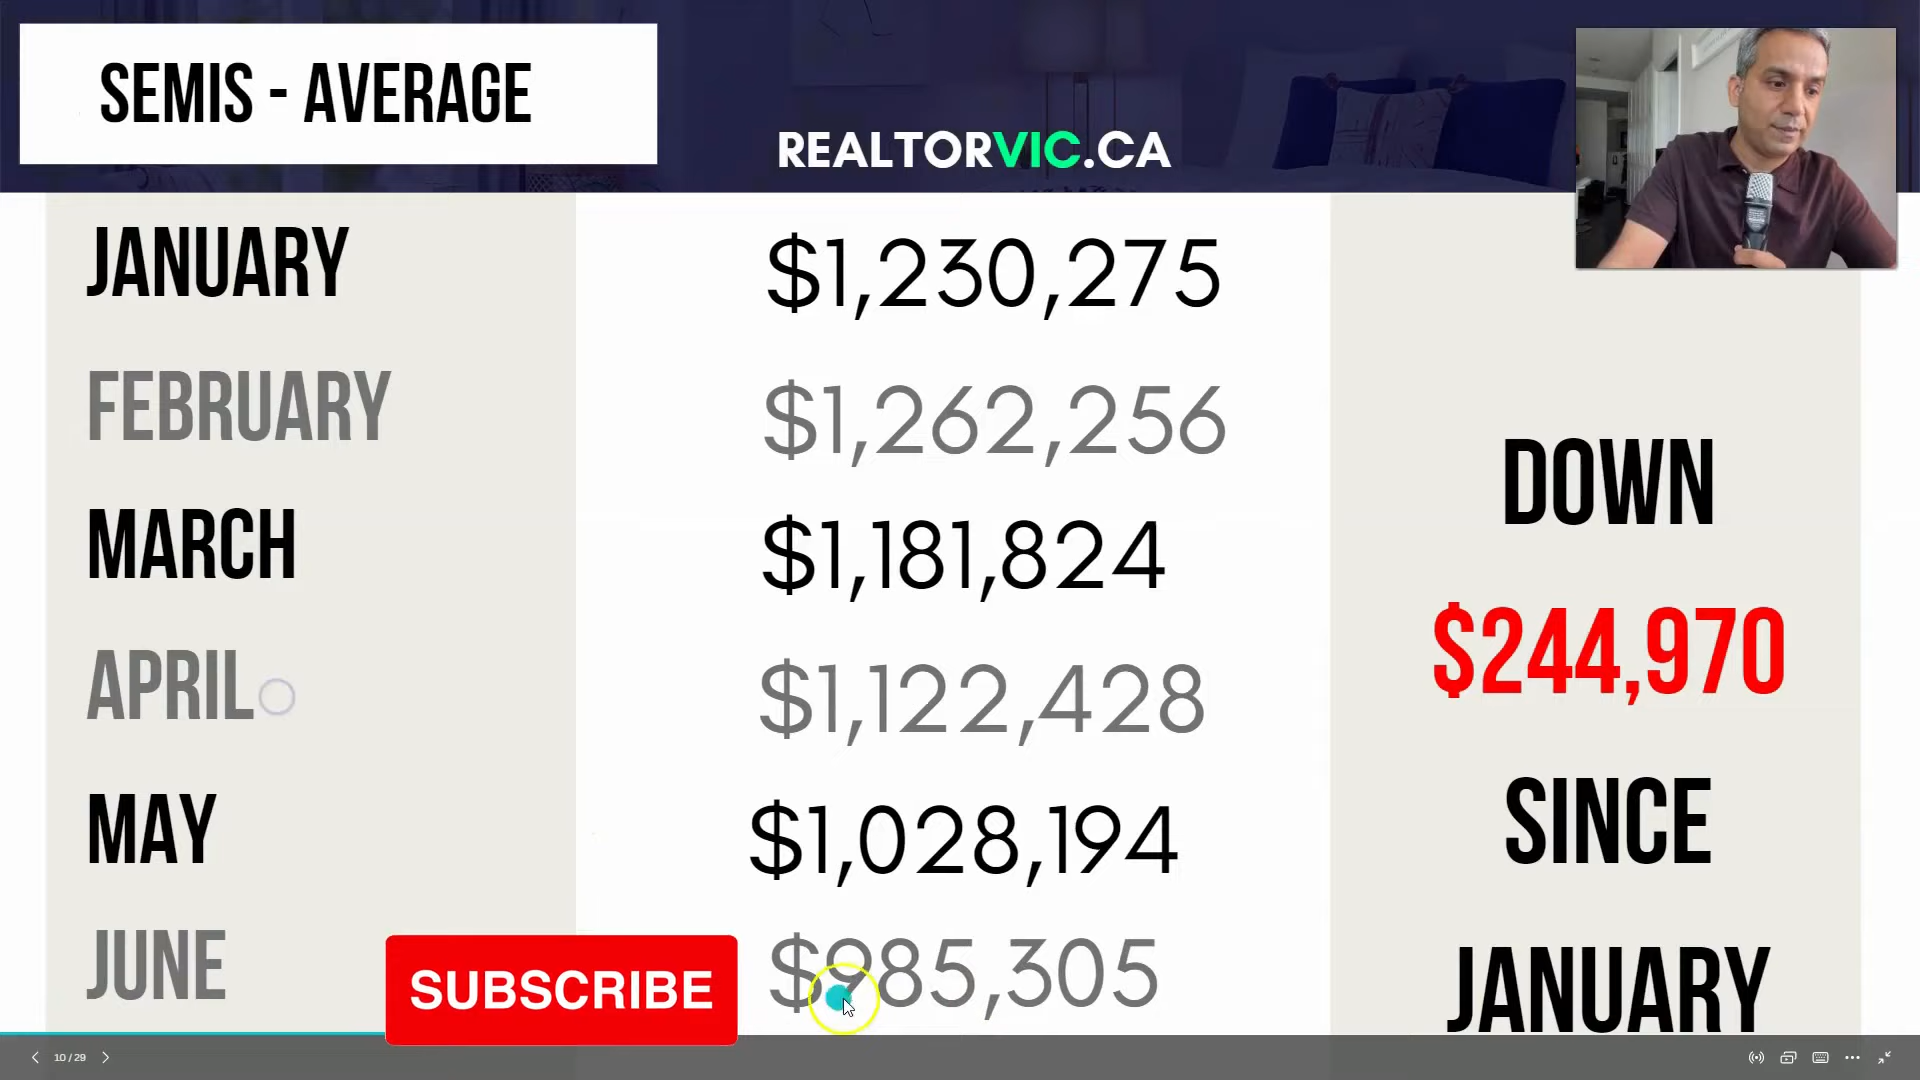 SEMIS - AVERAGE
REALTORVIC.CA
JANUARY $1,230,275
FEBRUARY $1,262,256
MARCH $1,181,824
APRIL $1,122,428
MAY $1,028,194
JUNE $985,305
DOWN
$244,970
SINCE
JANUARY
SUBSCRIBE
10 / 29